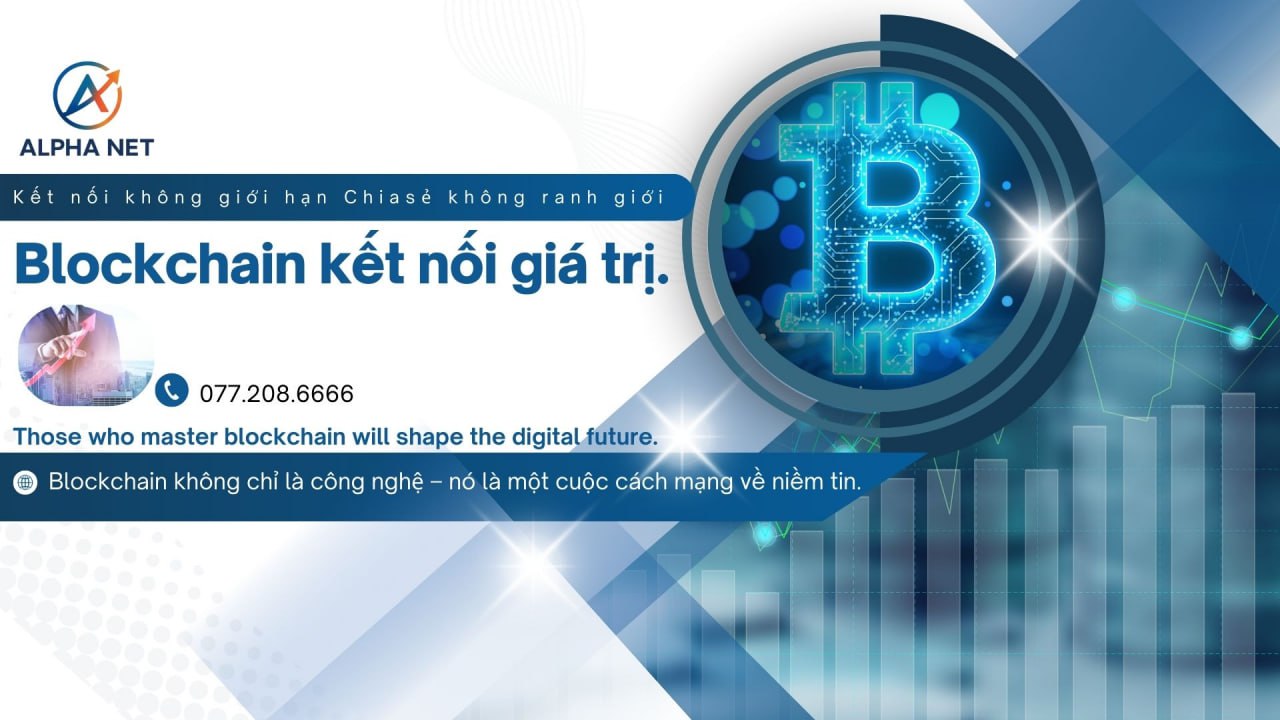 ALPHA NET
Kết nối không giới hạn Chiasẻ không ranh giới
Blockchain kết nối giá trị.
077.208.6666
Those who master blockchain will shape the digital future.
Blockchain không chỉ là công nghệ – nó là một cuộc cách mạng về niềm tin.